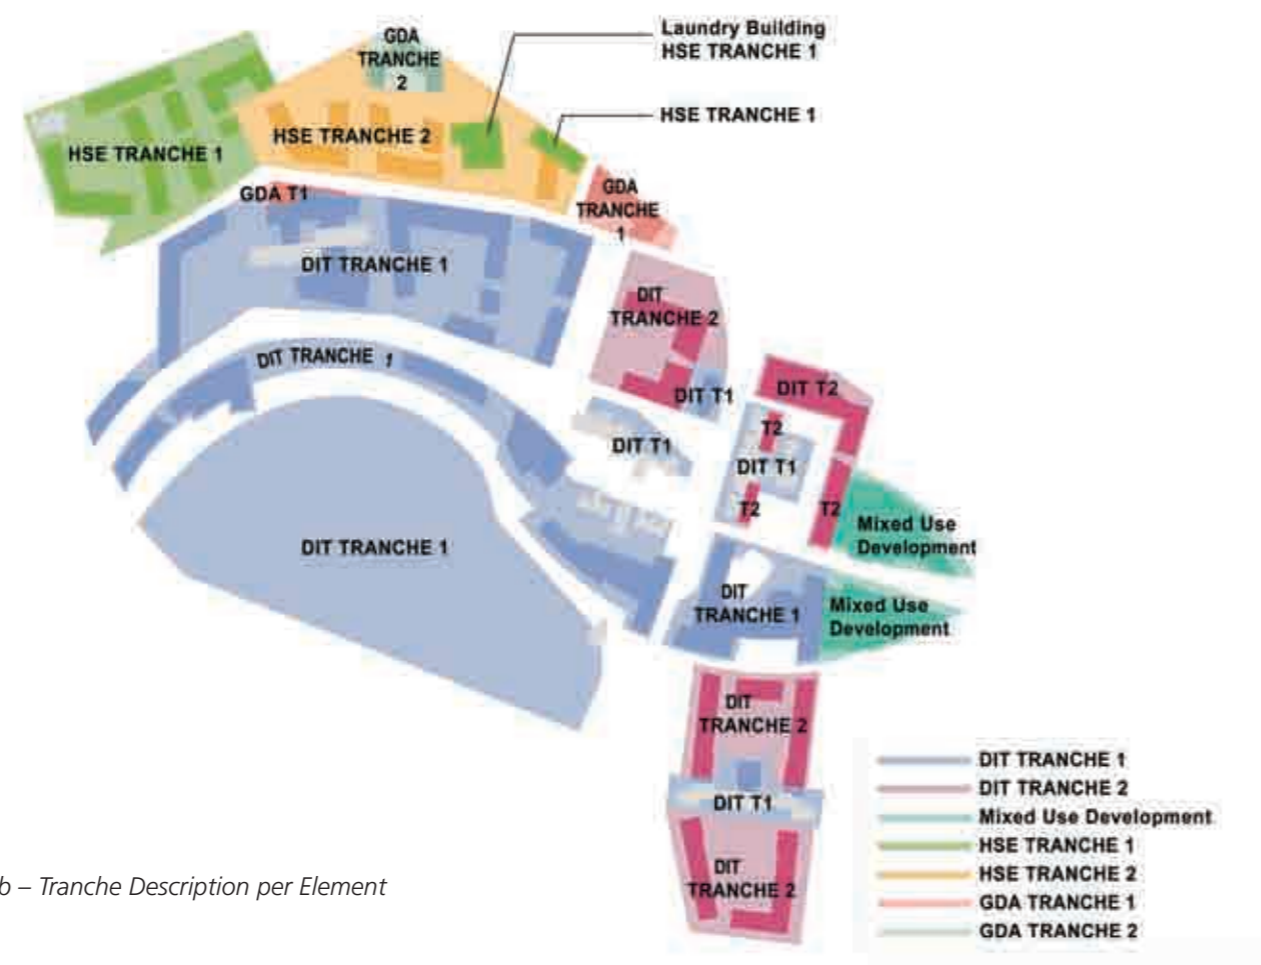 GDA
TRANCHE
2
Laundry Building
HSE TRANCHE 1
HSE TRANCHE 1
HSE TRANCHE 2
HSE TRANCHE 1
GDA T1
GDA
TRANCHE
1
DIT TRANCHE 1
DIT
TRANCHE 2
DIT TRANCHE 1
DIT T1
DIT T2
T2
DIT T1
DIT T1
T2
T2
Mixed Use
Development
DIT TRANCHE 1
DIT
TRANCHE 1
Mixed Use
Development
DIT
TRANCHE 2
DIT T1
DIT
TRANCHE 2
DIT TRANCHE 1
DIT TRANCHE 2
Mixed Use Development
HSE TRANCHE 1
HSE TRANCHE 2
GDA TRANCHE 1
GDA TRANCHE 2
b – Tranche Description per Element